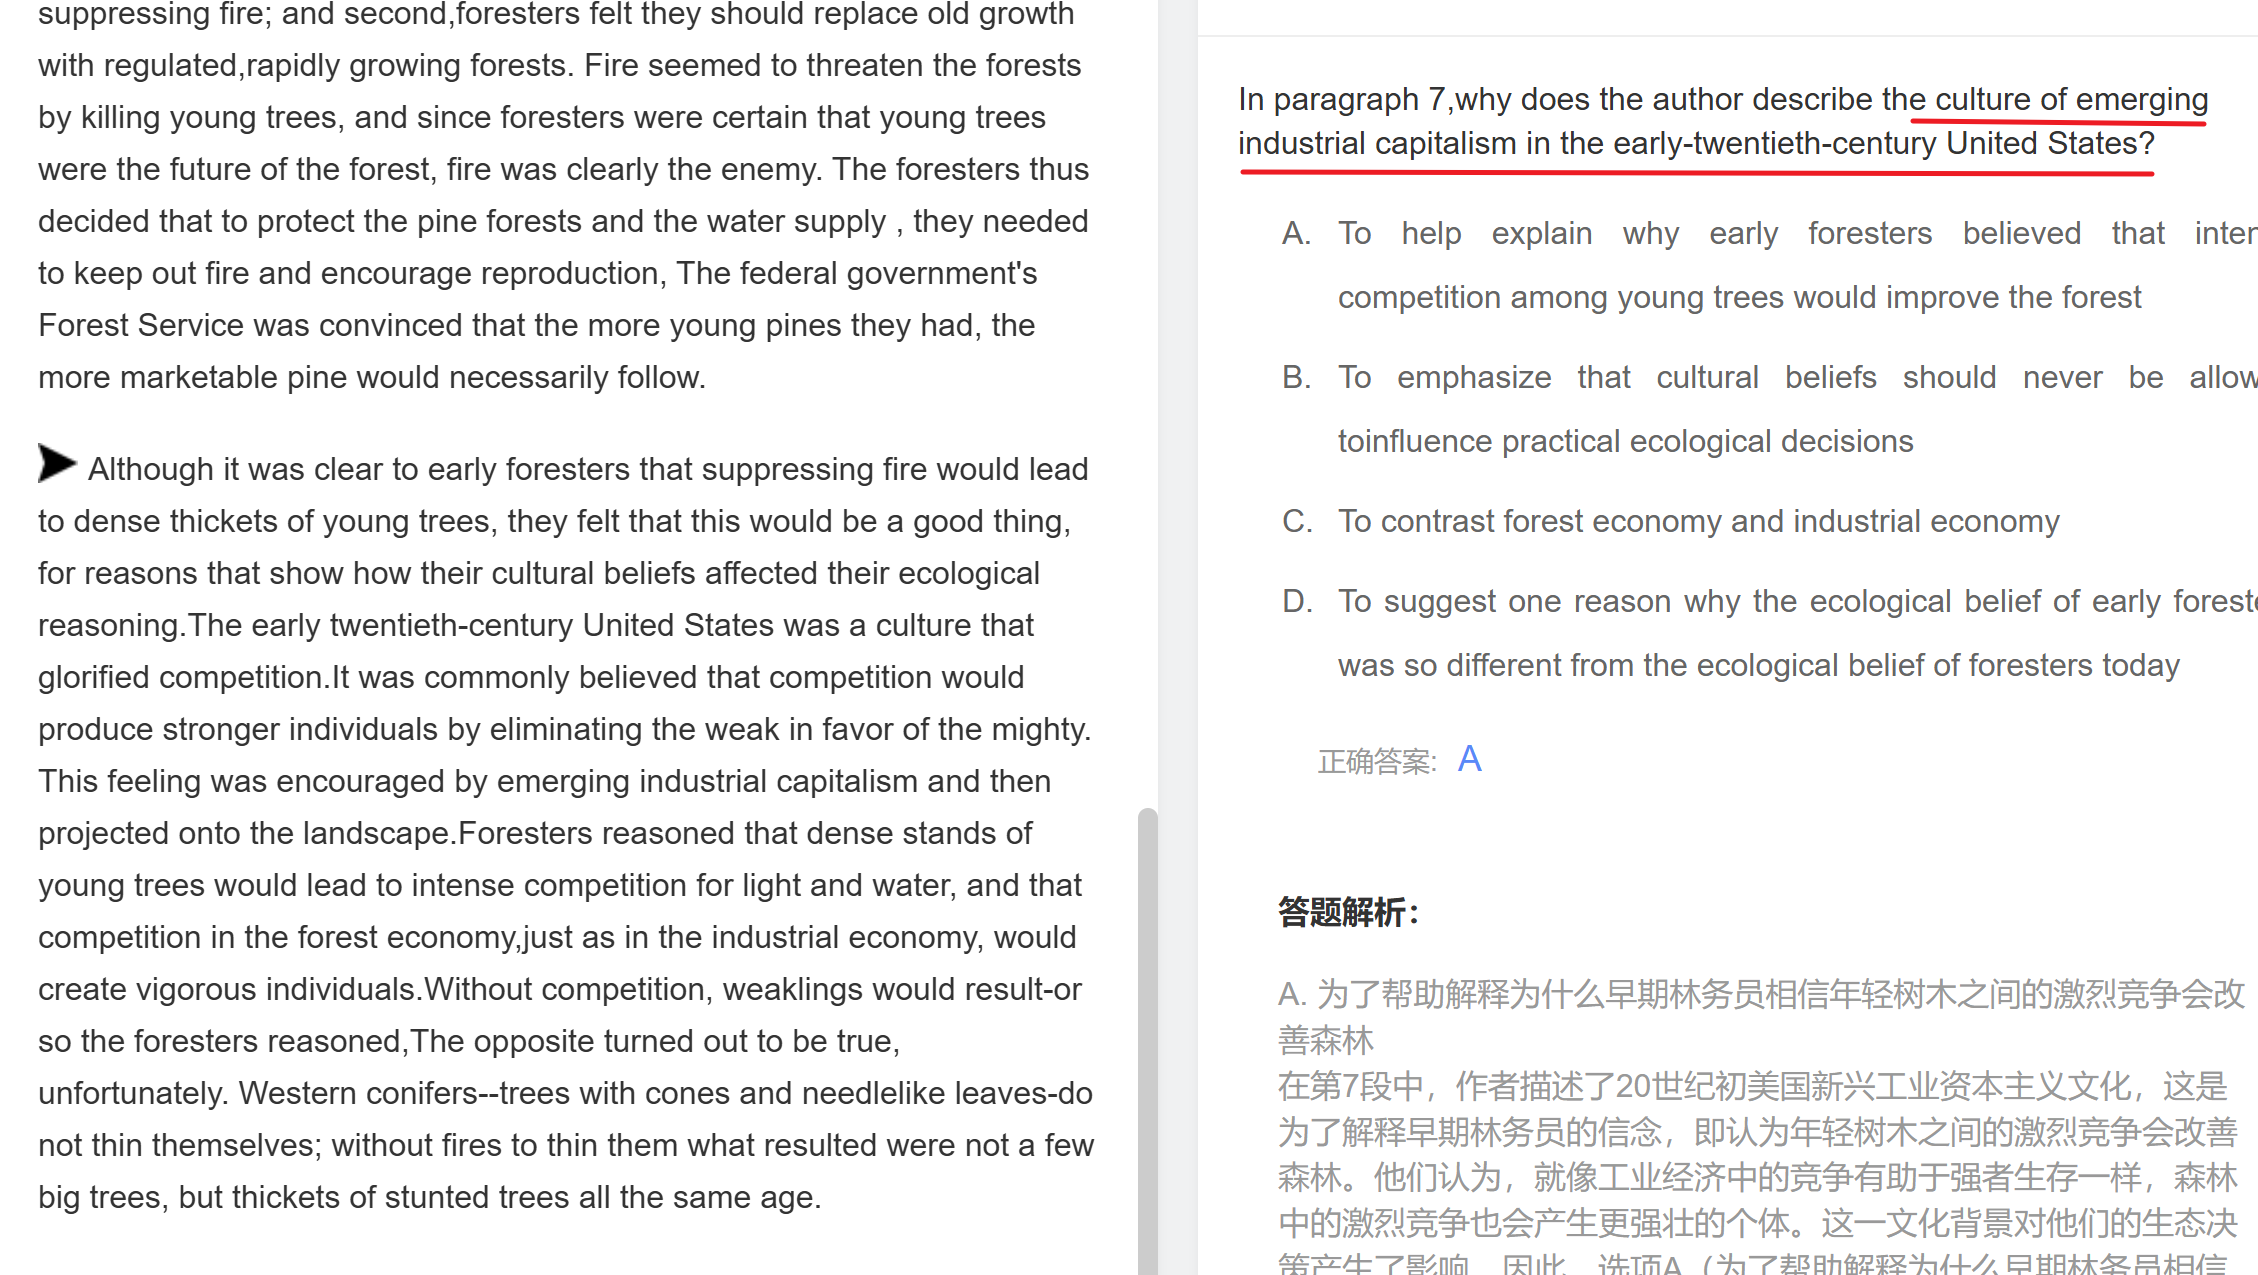 suppressing fire; and second,foresters felt they should replace old growth
with regulated,rapidly growing forests. Fire seemed to threaten the forests
by killing young trees, and since foresters were certain that young trees
were the future of the forest, fire was clearly the enemy. The foresters thus
decided that to protect the pine forests and the water supply , they needed
to keep out fire and encourage reproduction, The federal government's
Forest Service was convinced that the more young pines they had, the
more marketable pine would necessarily follow.
Although it was clear to early foresters that suppressing fire would lead
to dense thickets of young trees, they felt that this would be a good thing,
for reasons that show how their cultural beliefs affected their ecological
reasoning.The early twentieth-century United States was a culture that
glorified competition.It was commonly believed that competition would
produce stronger individuals by eliminating the weak in favor of the mighty.
This feeling was encouraged by emerging industrial capitalism and then
projected onto the landscape.Foresters reasoned that dense stands of
young trees would lead to intense competition for light and water, and that
competition in the forest economy,just as in the industrial economy, would
create vigorous individuals.Without competition, weaklings would result-or
so the foresters reasoned,The opposite turned out to be true,
unfortunately. Western conifers--trees with cones and needlelike leaves-do
not thin themselves; without fires to thin them what resulted were not a few
big trees, but thickets of stunted trees all the same age.
In paragraph 7,why does the author describe the culture of emerging
industrial capitalism in the early-twentieth-century United States?
A. To help explain why early foresters believed that inter
competition among young trees would improve the forest
B. To emphasize that cultural beliefs should never be allow
toinfluence practical ecological decisions
C. To contrast forest economy and industrial economy
D. To suggest one reason why the ecological belief of early foreste
was so different from the ecological belief of foresters today
正确答案: A
答题解析：
A. 为了帮助解释为什么早期林务员相信年轻树木之间的激烈竞争会改
善森林
在第7段中，作者描述了20世纪初美国新兴工业资本主义文化，这是
为了解释早期林务员的信念，即认为年轻树木之间的激烈竞争会改善
森林。他们认为，就像工业经济中的竞争有助于强者生存一样，森林
中的激烈竞争也会产生更强壮的个体。这一文化背景对他们的生态决
策产生了影响。因此，选项A（为了帮助解释为什么早期林务员相信